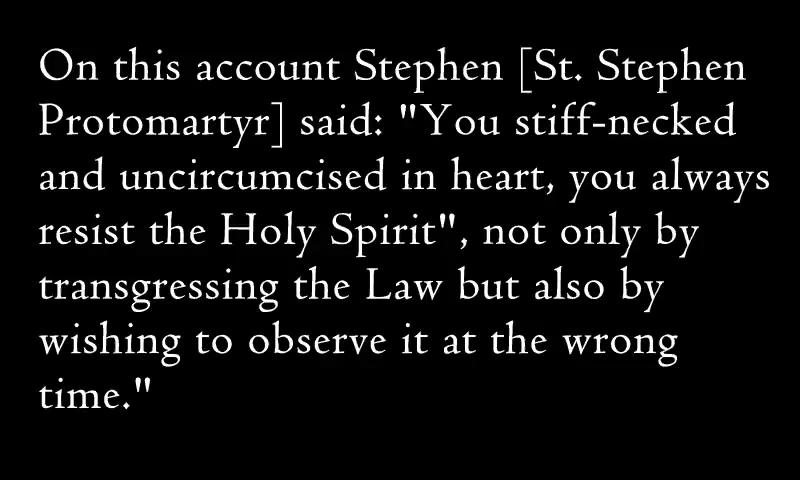 On this account Stephen [St. Stephen
Protomartyr] said: "You stiff-necked
and uncircumcised in heart, you always
resist the Holy Spirit", not only by
transgressing the Law but also by
wishing to observe it at the wrong
time."